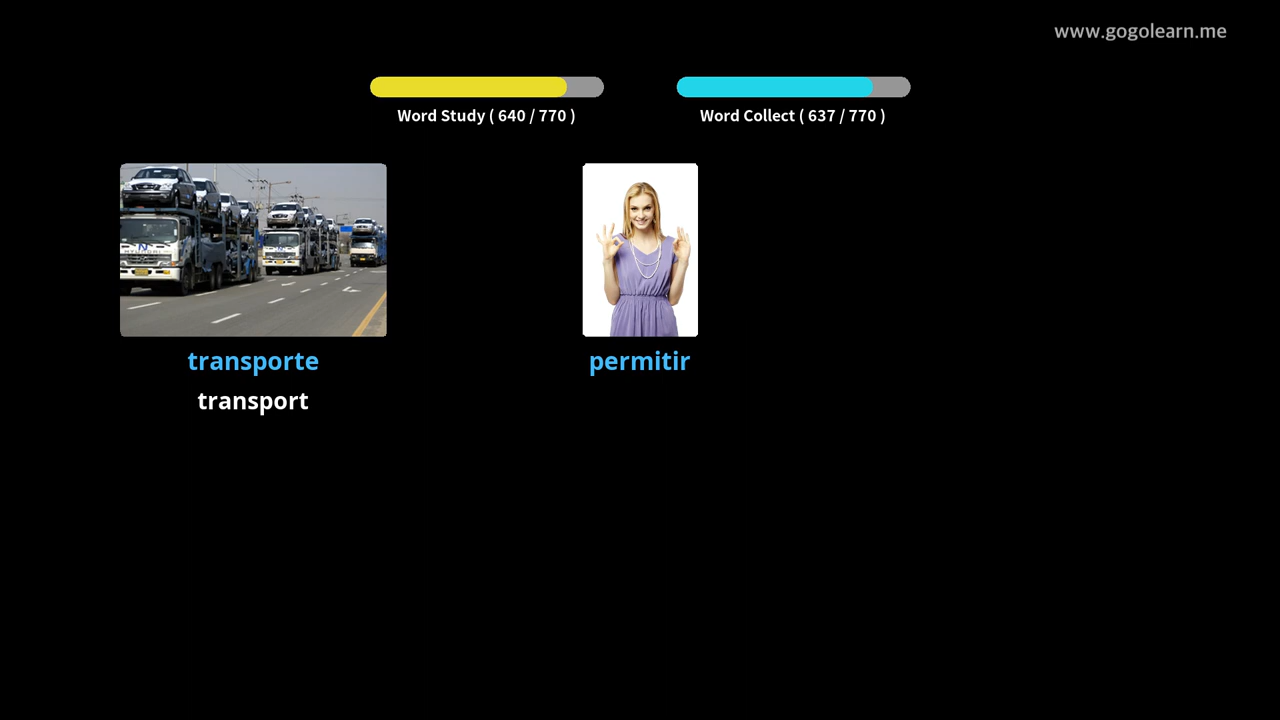 www.gogolearn.me
Word Study ( 640 / 770 )
Word Collect ( 637 / 770 )
transporte
permitir
transport